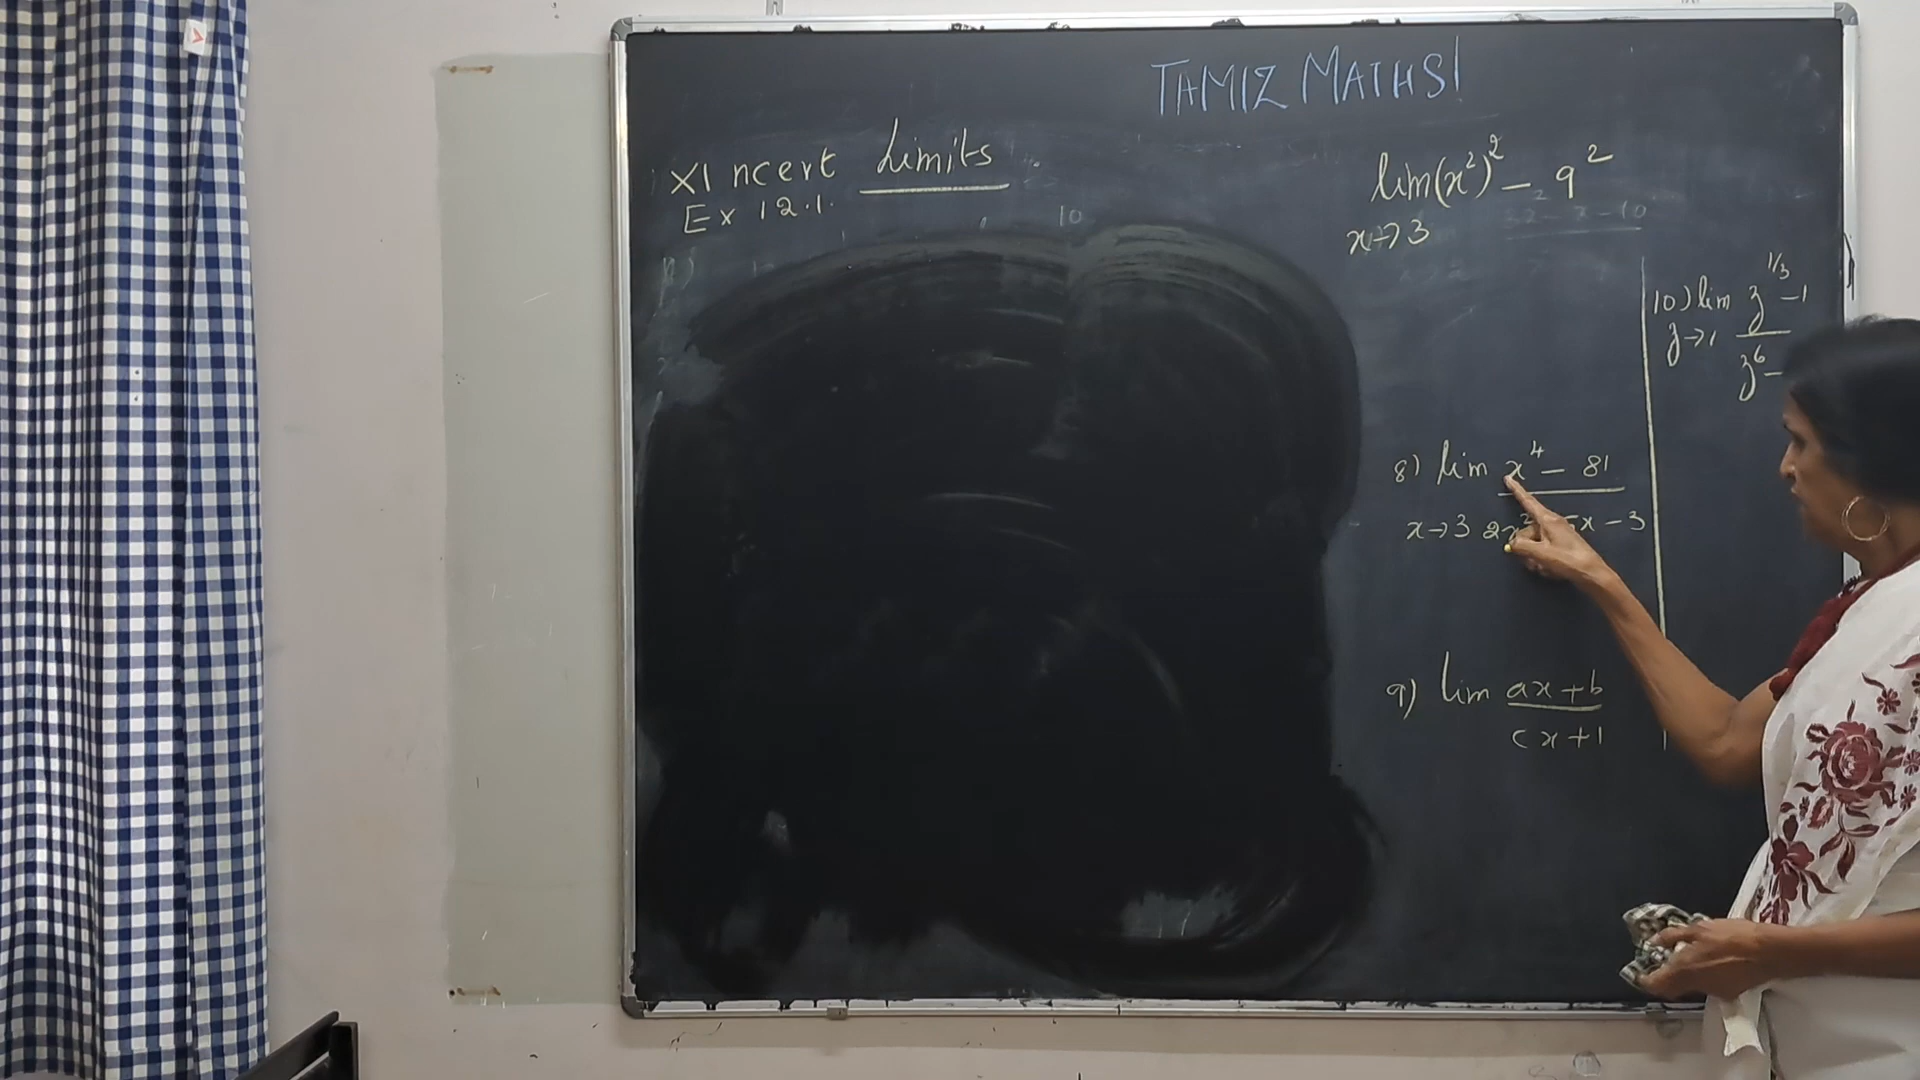 TAMIZ MATHS!
XI ncert Limits
Ex 12.1.
lim (x²)² - 9²
x→3
8) lim x⁴ - 81
x→3 2x² 5x - 3
9) lim ax + b
cx + 1
10) lim z^1/3 - 1
z→1 z⁶ -
10